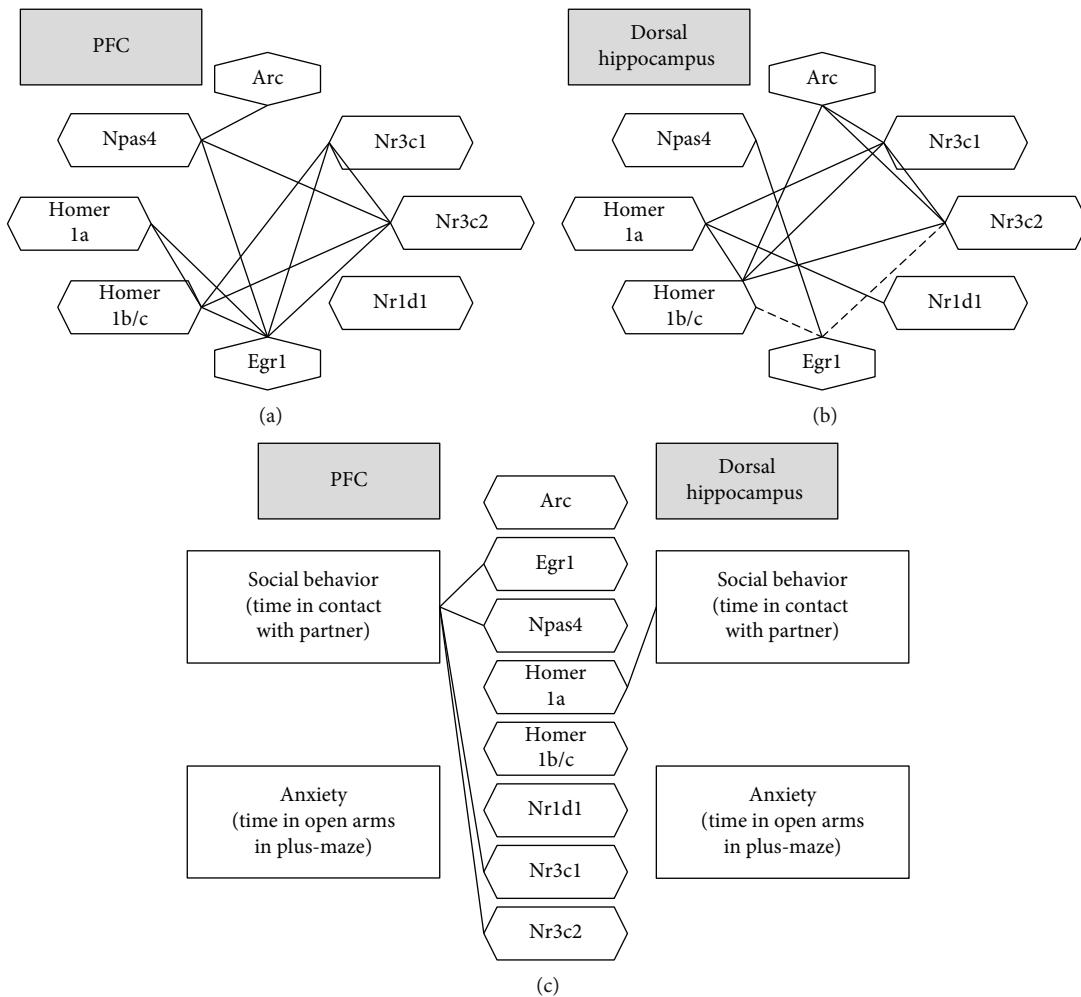 PFC
Arc
Npas4
Nr3c1
Homer
1a
Nr3c2
Homer
1b/c
Nr1d1
Egr1
(a)
Dorsal
hippocampus
Arc
Npas4
Nr3c1
Homer
1a
Nr3c2
Homer
1b/c
Nr1d1
Egr1
(b)
PFC
Dorsal
hippocampus
Arc
Egr1
Npas4
Homer
1a
Homer
1b/c
Nr1d1
Nr3c1
Nr3c2
Social behavior
(time in contact
with partner)
Anxiety
(time in open arms
in plus-maze)
Social behavior
(time in contact
with partner)
Anxiety
(time in open arms
in plus-maze)
(c)